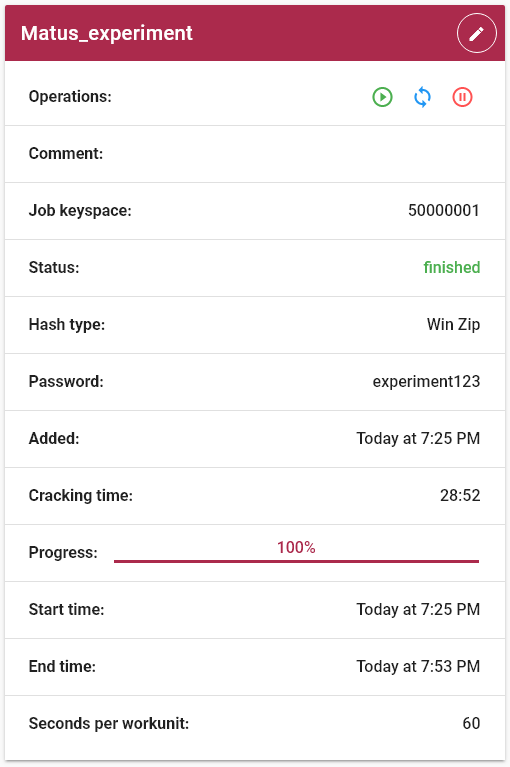 Matus_experiment
Operations:
Comment:
Job keyspace: 50000001
Status: finished
Hash type: Win Zip
Password: experiment123
Added: Today at 7:25 PM
Cracking time: 28:52
Progress: 100%
Start time: Today at 7:25 PM
End time: Today at 7:53 PM
Seconds per workunit: 60